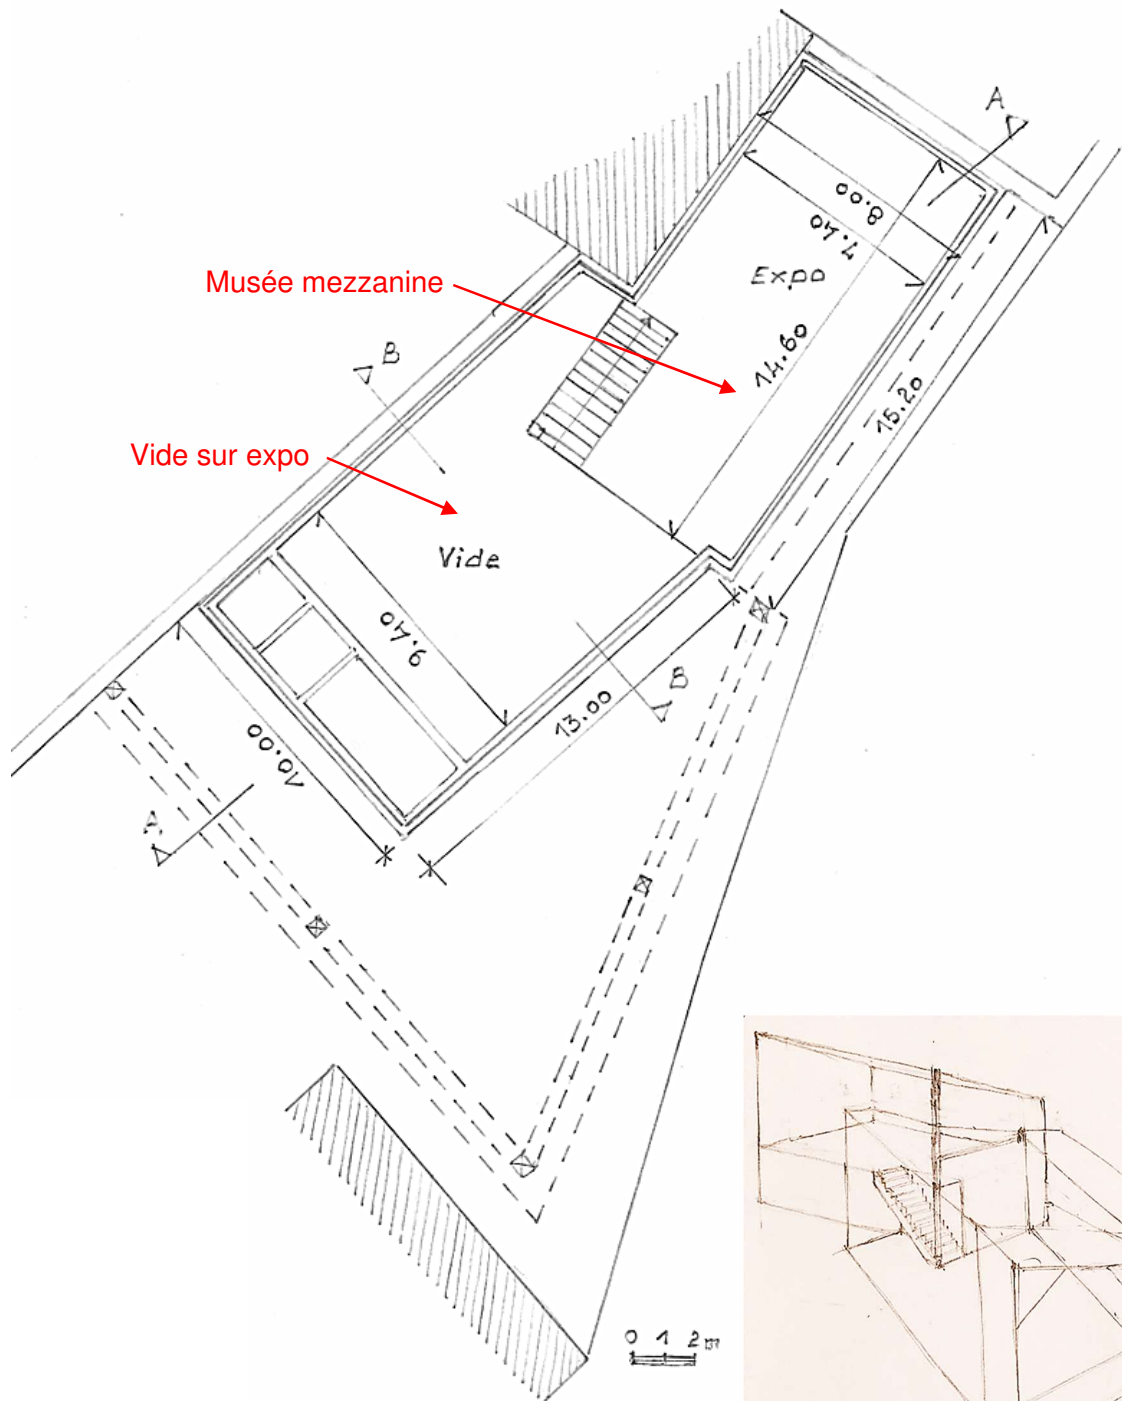 A
8.00
7.40
Expo
Musée mezzanine
14.60
15.20
B
Vide sur expo
Vide
9.40
B
13.00
10.00
A
0 1 2 m